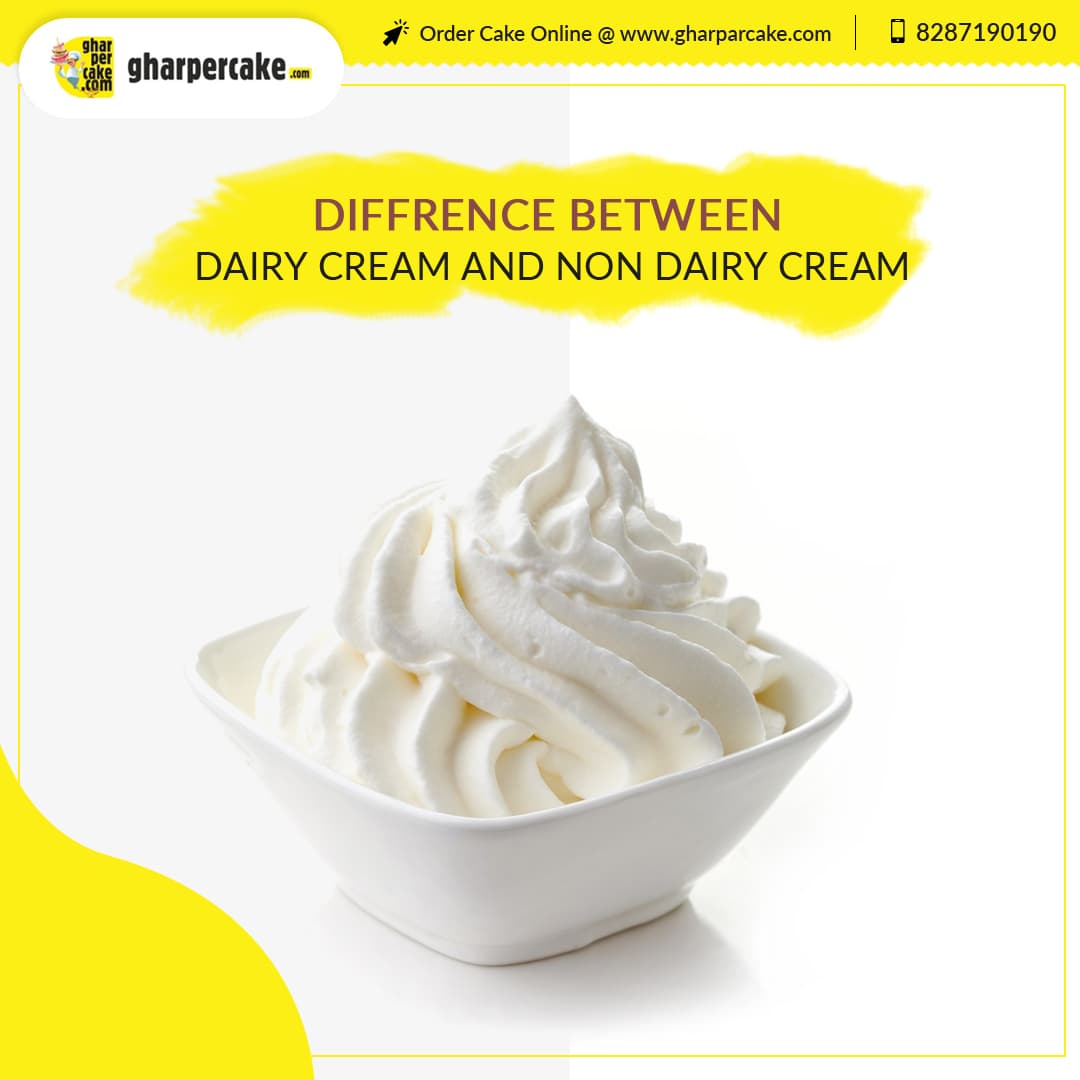 ghar
per
cake
.com
gharpercake.com
Order Cake Online @ www.gharparcake.com
8287190190
DIFFRENCE BETWEEN
DAIRY CREAM AND NON DAIRY CREAM